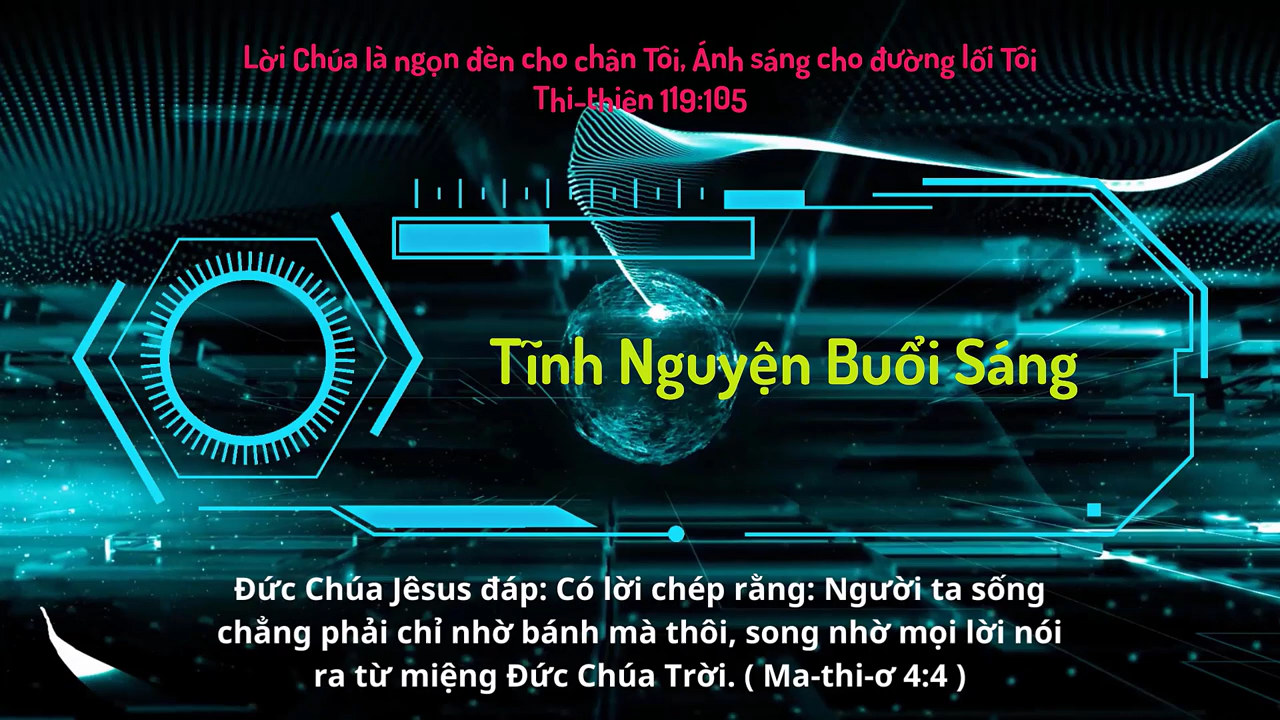 Lời Chúa là ngọn đèn cho chân Tôi, Ánh sáng cho đường lối Tôi
Thi-thiên 119:105
Tĩnh Nguyện Buổi Sáng
Đức Chúa Jêsus đáp: Có lời chép rằng: Người ta sống
chẳng phải chỉ nhờ bánh mà thôi, song nhờ mọi lời nói
ra từ miệng Đức Chúa Trời. ( Ma-thi-ơ 4:4 )